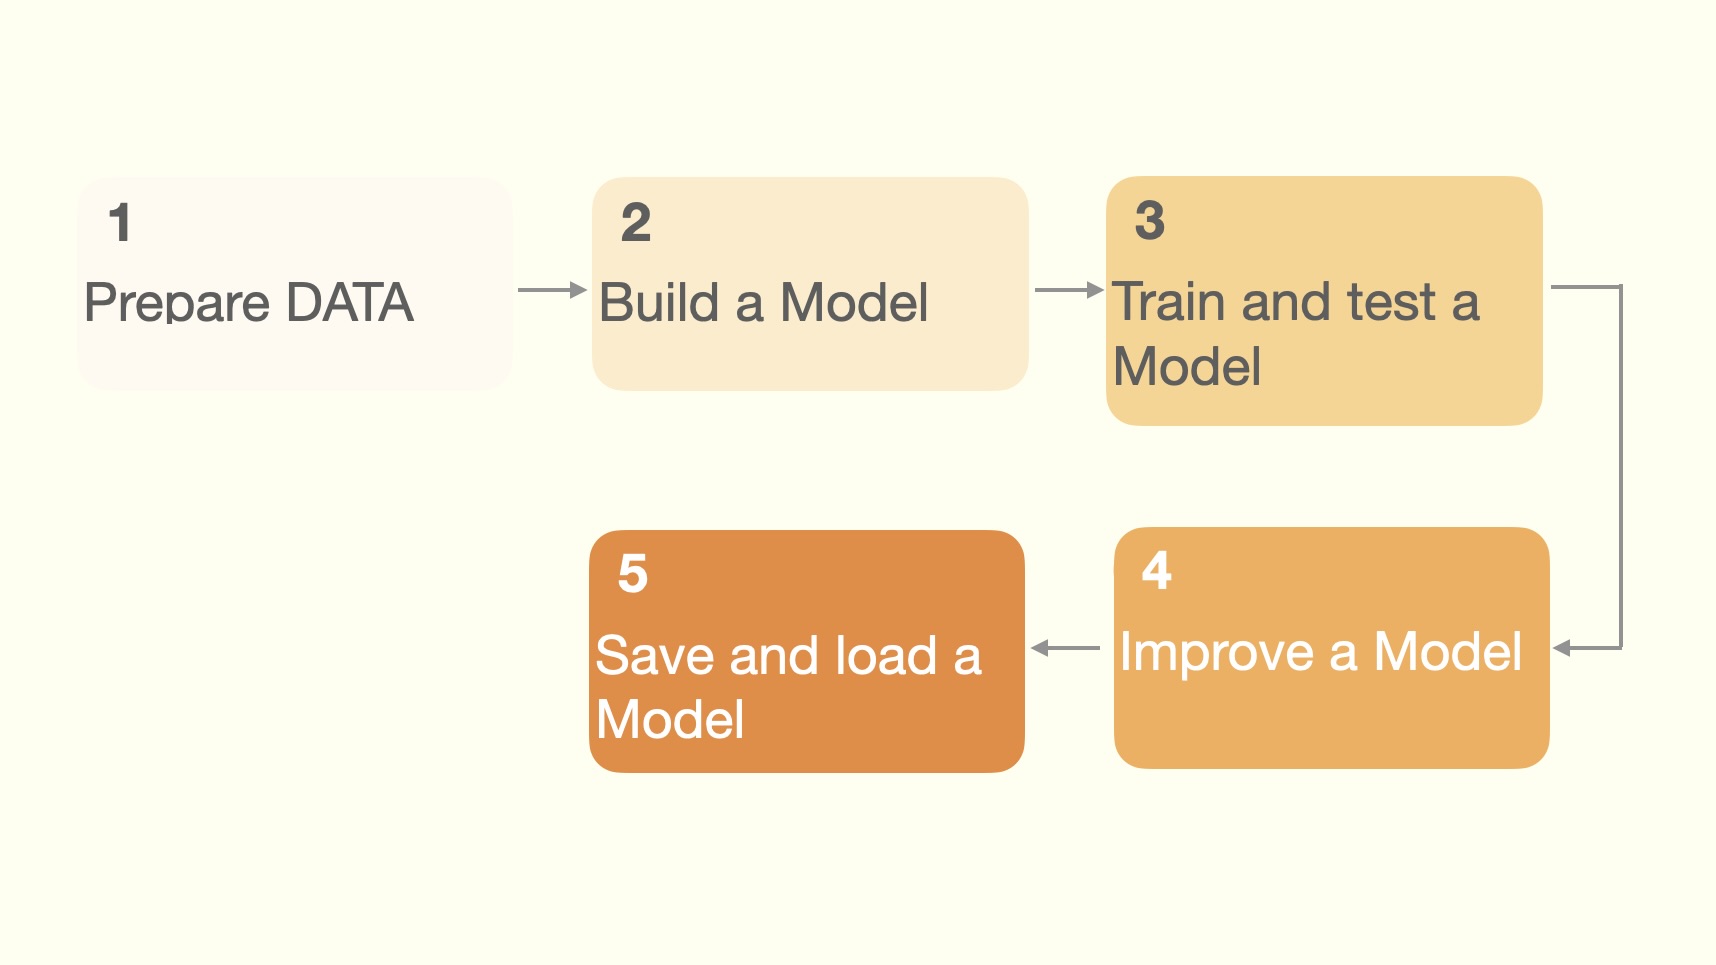 1
Prepare DATA
2
Build a Model
3
Train and test a
Model
4
Improve a Model
5
Save and load a
Model